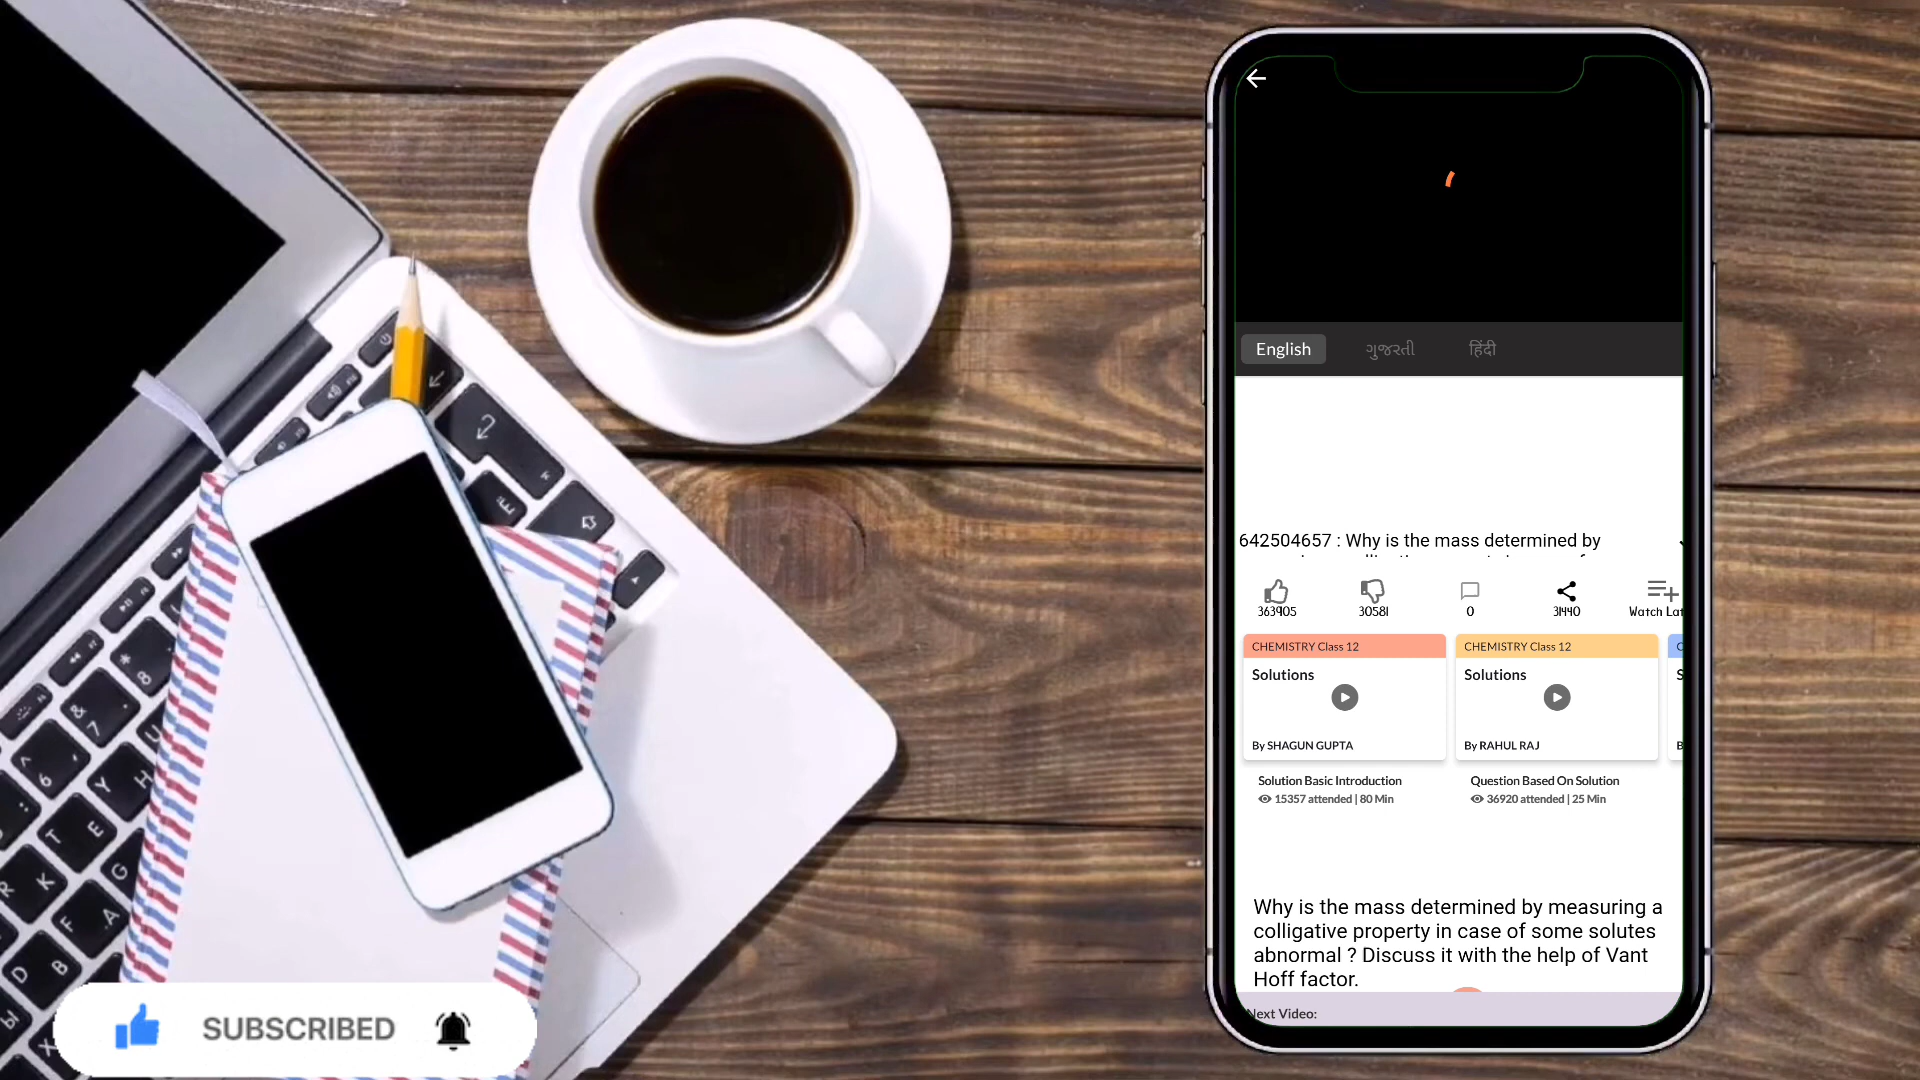 English
ગુજરતી
हिंदी
642504657 : Why is the mass determined by
363905
30581
0
31440
Watch Lat
CHEMISTRY Class 12
Solutions
By SHAGUN GUPTA
Solution Basic Introduction
15357 attended | 80 Min
CHEMISTRY Class 12
Solutions
By RAHUL RAJ
Question Based On Solution
36920 attended | 25 Min
Why is the mass determined by measuring a
colligative property in case of some solutes
abnormal ? Discuss it with the help of Vant
Hoff factor.
Next Video:
SUBSCRIBED